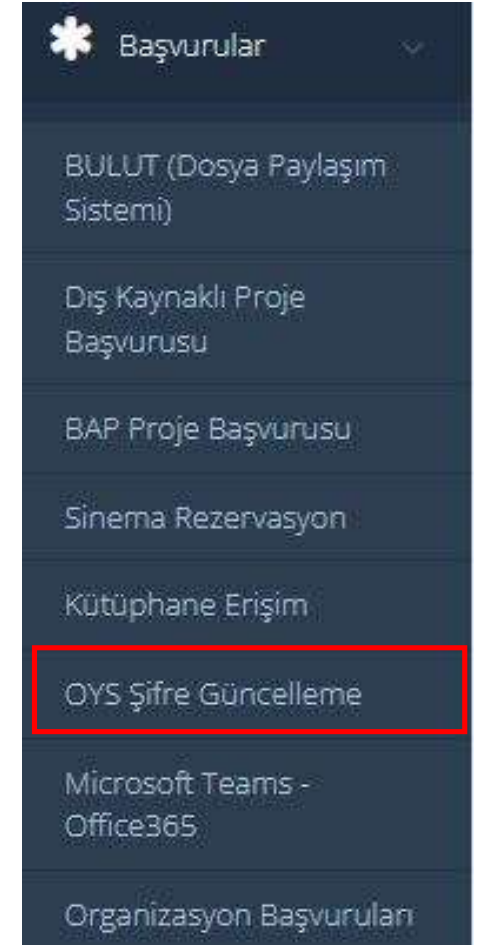 Başvurular
BULUT (Dosya Paylaşım
Sistemi)
Dış Kaynaklı Proje
Başvurusu
BAP Proje Başvurusu
Sinema Rezervasyon
Kütüphane Erişim
OYS Şifre Güncelleme
Microsoft Teams -
Office365
Organizasyon Başvuruları